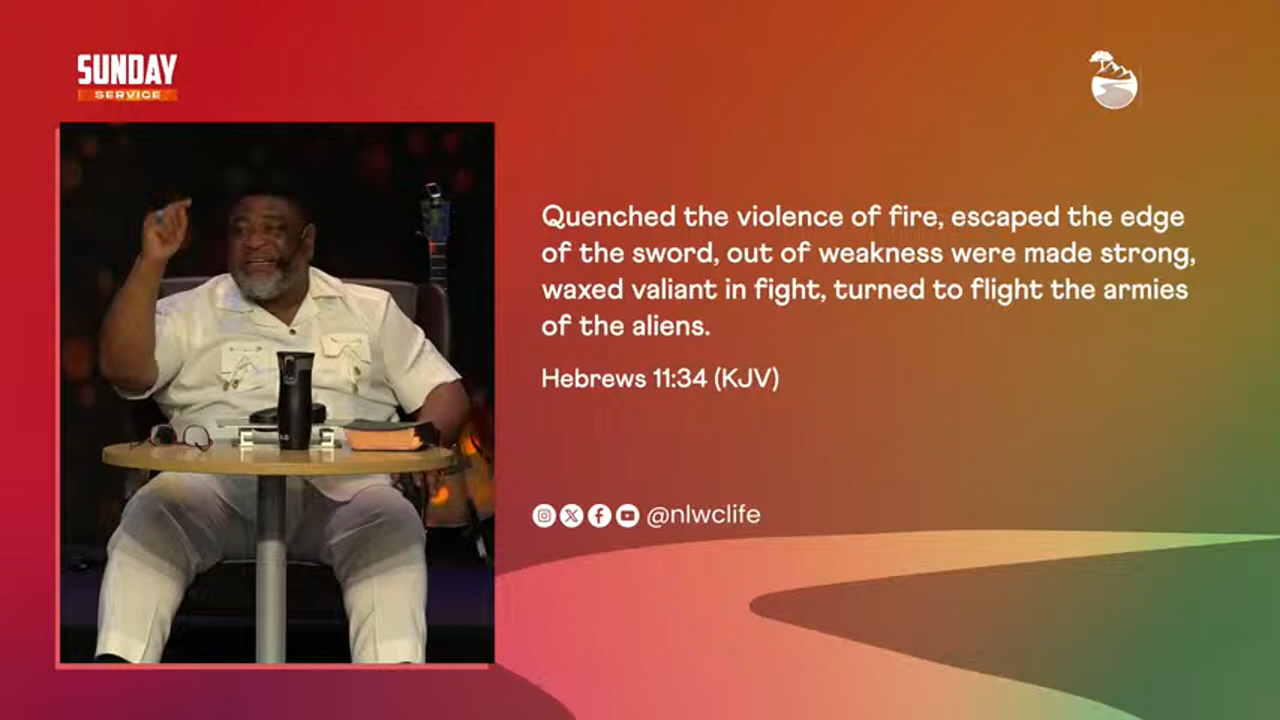 SUNDAY
SERVICE
Quenched the violence of fire, escaped the edge
of the sword, out of weakness were made strong,
waxed valiant in fight, turned to flight the armies
of the aliens.
Hebrews 11:34 (KJV)
@nlwclife